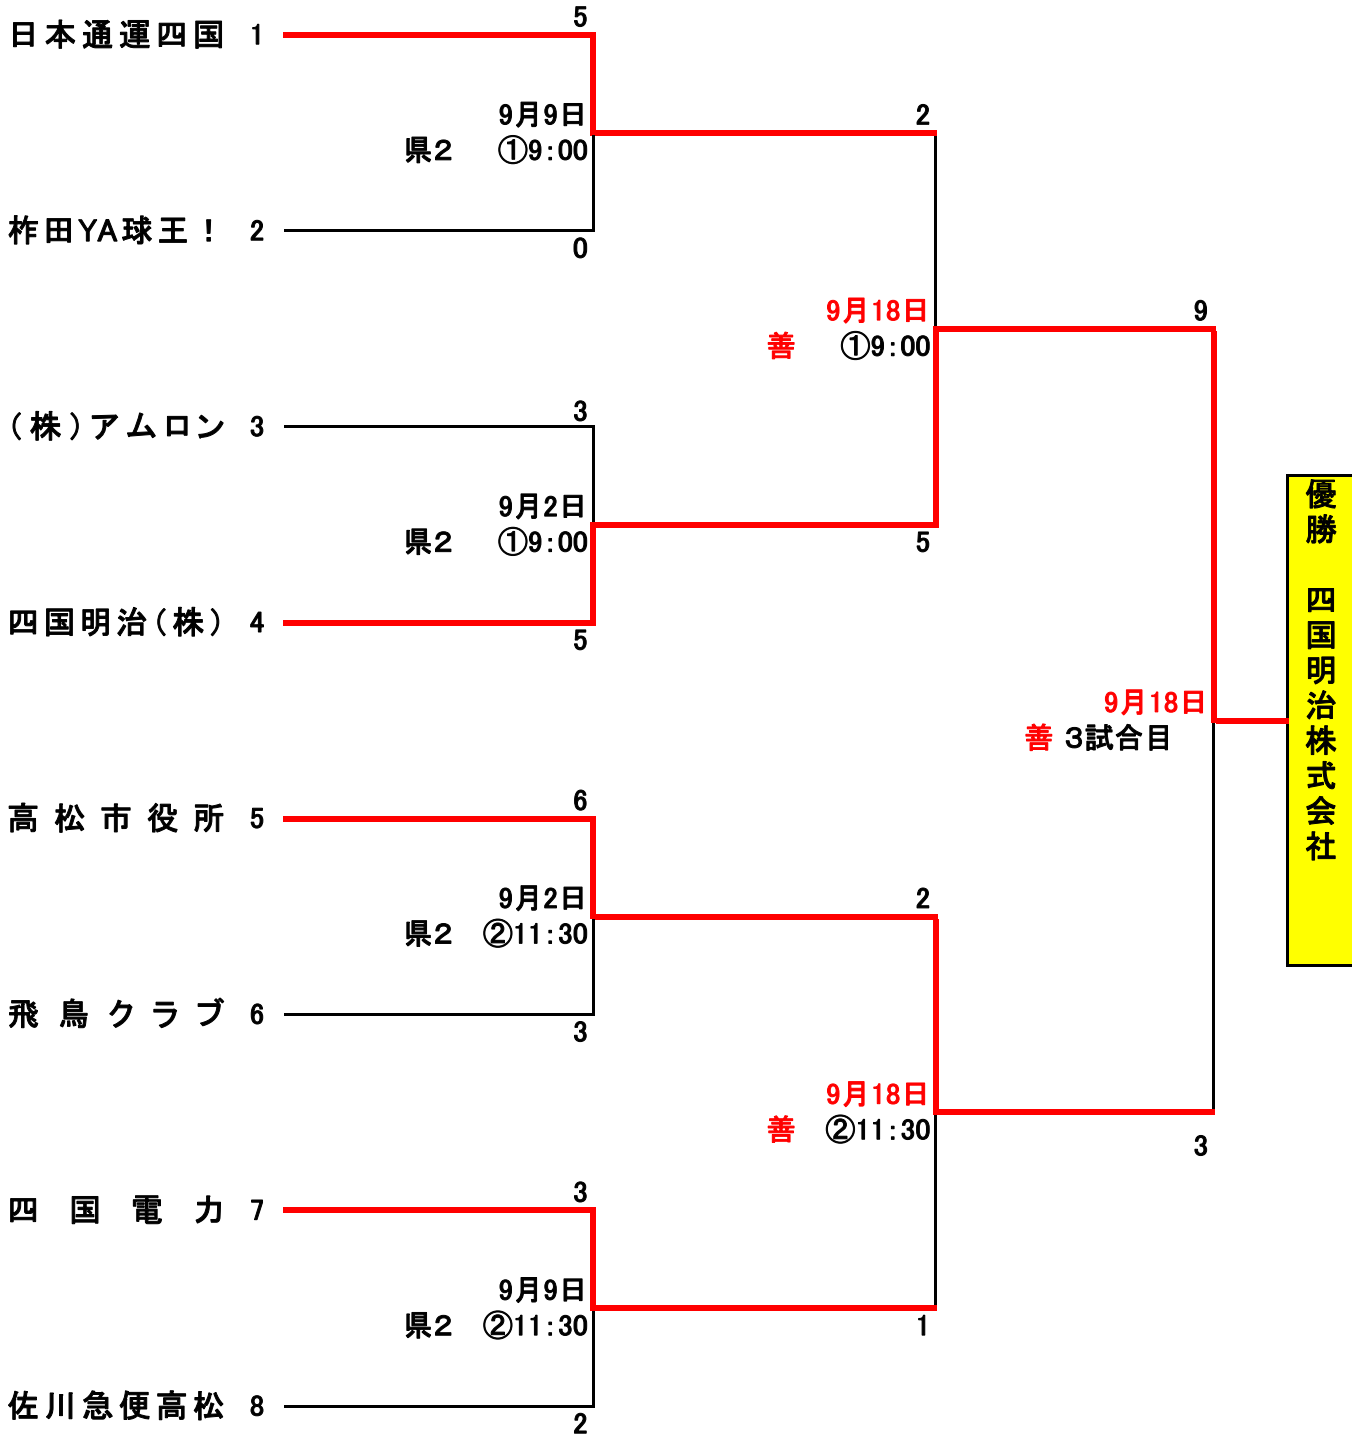 日本通運四国 1
5
9月9日
県2 ①9:00
2
柞田YA球王! 2
0
9月18日
善 ①9:00
9
(株)アムロン 3
3
9月2日
県2 ①9:00
5
四国明治(株) 4
5
優勝 四国明治株式会社
9月18日
善 3試合目
高松市役所 5
6
9月2日
県2 ②11:30
2
飛鳥クラブ 6
3
9月18日
善 ②11:30
3
四国電力 7
3
9月9日
県2 ②11:30
1
佐川急便高松 8
2